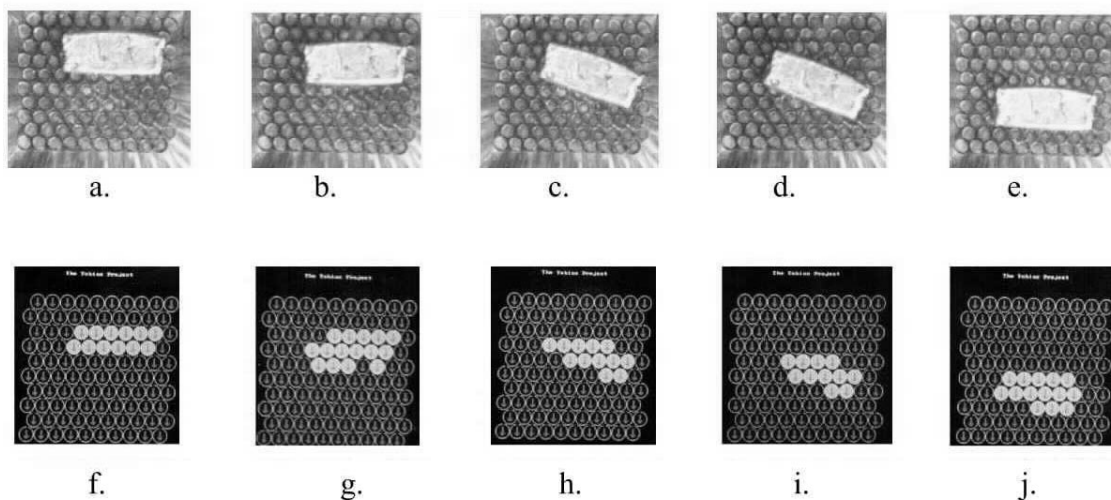 a. b. c. d. e.
The Tobias Project The Tobias Project The Tobias Project The Tobias Project The Tobias Project
f. g. h. i. j.